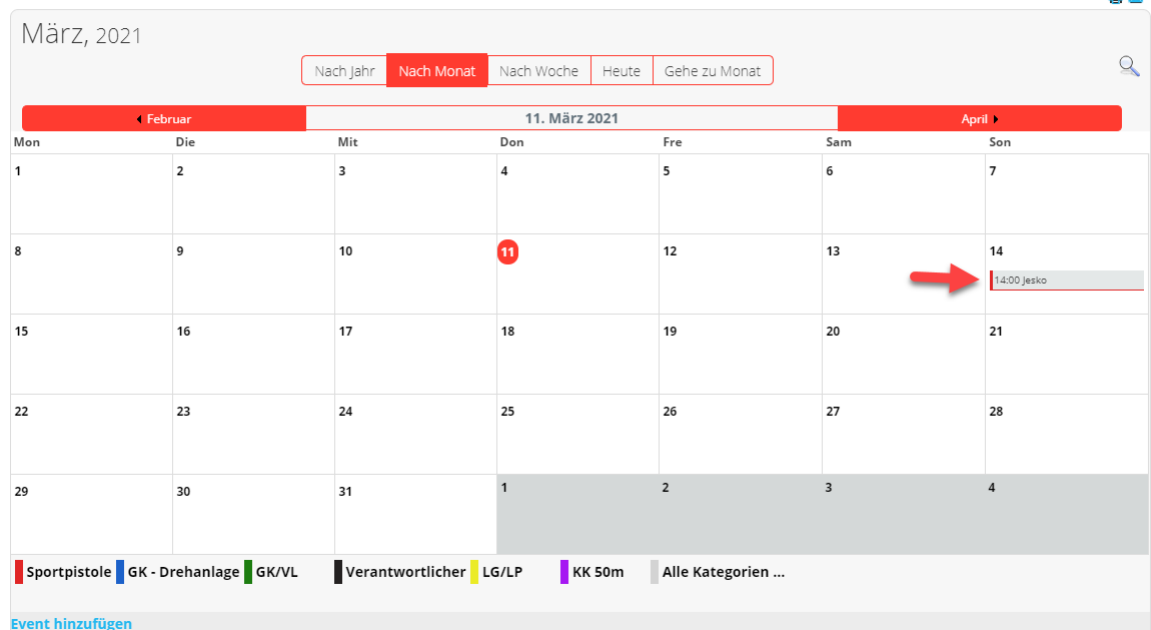 März, 2021
Nach Jahr Nach Monat Nach Woche Heute Gehe zu Monat
Februar 11. März 2021 April
Mon Die Mit Don Fre Sam Son
1 2 3 4 5 6 7
8 9 10 11 12 13 14
14:00 Jesko
15 16 17 18 19 20 21
22 23 24 25 26 27 28
29 30 31 1 2 3 4
Sportpistole GK - Drehanlage GK/VL Verantwortlicher LG/LP KK 50m Alle Kategorien ...
Event hinzufügen